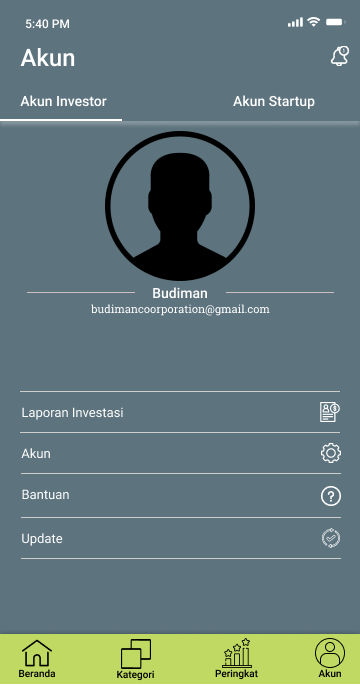 5:40 PM
Akun
Akun Investor
Akun Startup
Budiman
budimancoorporation@gmail.com
Laporan Investasi
Akun
Bantuan
?
Update
Beranda
Kategori
Peringkat
Akun